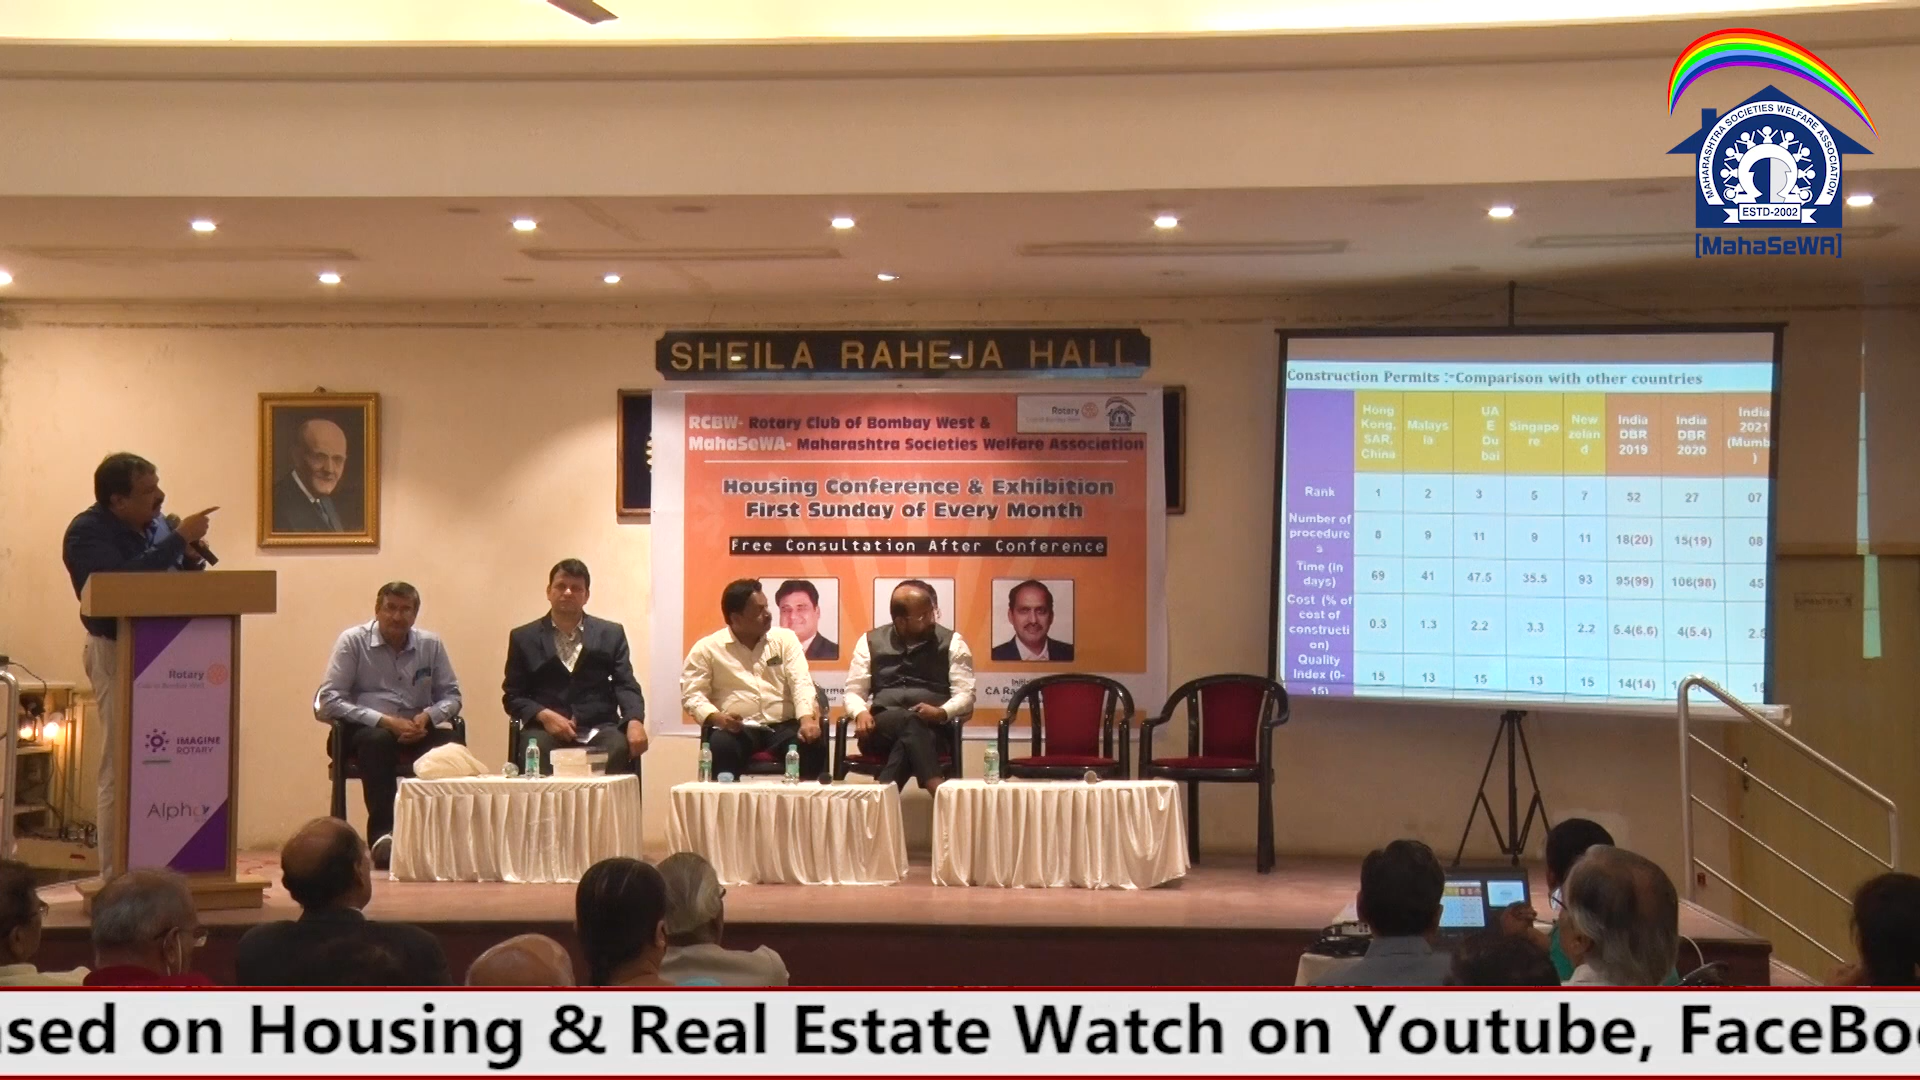 MAHARASHTRA SOCIETIES WELFARE ASSOCIATION
ESTD-2002
[MahaSeWA]
SHEILA RAHEJA HALL
Rotary
RCBW- Rotary Club of Bombay West &
MahaSeWA- Maharashtra Societies Welfare Association
Housing Conference & Exhibition
First Sunday of Every Month
Free Consultation After Conference
CA
Construction Permits :-Comparison with other countries
Hong Kong, SAR, China
Malaysia
UAE Dubai
Singapore
New zeland
India DBR 2019
India DBR 2020
India 2021 (Mumb)
Rank 1 2 3 5 7 52 27 07
Number of procedures 8 9 11 9 11 18(20) 15(19) 08
Time (in days) 69 41 47.5 35.5 93 95(99) 106(98) 45
Cost (% of cost of construction) 0.3 1.3 2.2 3.3 2.2 5.4(6.6) 4(5.4)
Quality Index (0-15) 15 13 15 13 15 14(14)
Rotary
IMAGINE
ROTARY
Alpha
sed on Housing & Real Estate Watch on Youtube, FaceBoo